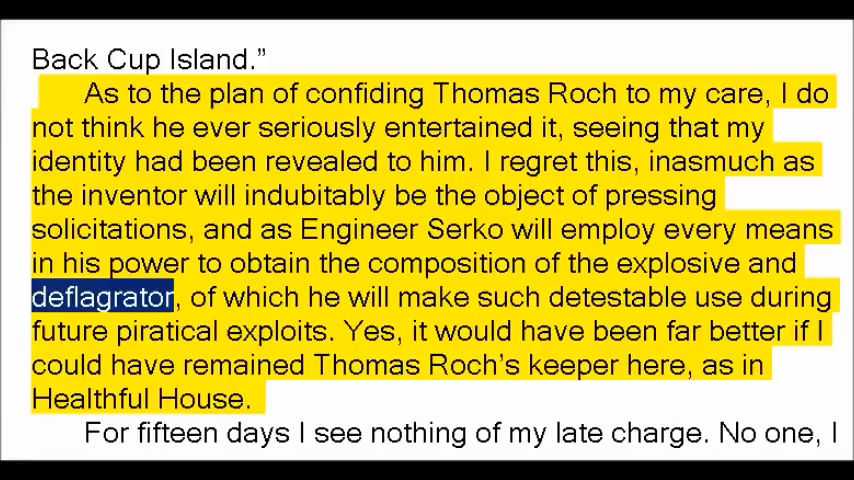 Back Cup Island.”
As to the plan of confiding Thomas Roch to my care, I do
not think he ever seriously entertained it, seeing that my
identity had been revealed to him. I regret this, inasmuch as
the inventor will indubitably be the object of pressing
solicitations, and as Engineer Serko will employ every means
in his power to obtain the composition of the explosive and
deflagrator, of which he will make such detestable use during
future piratical exploits. Yes, it would have been far better if I
could have remained Thomas Roch’s keeper here, as in
Healthful House.
For fifteen days I see nothing of my late charge. No one, I